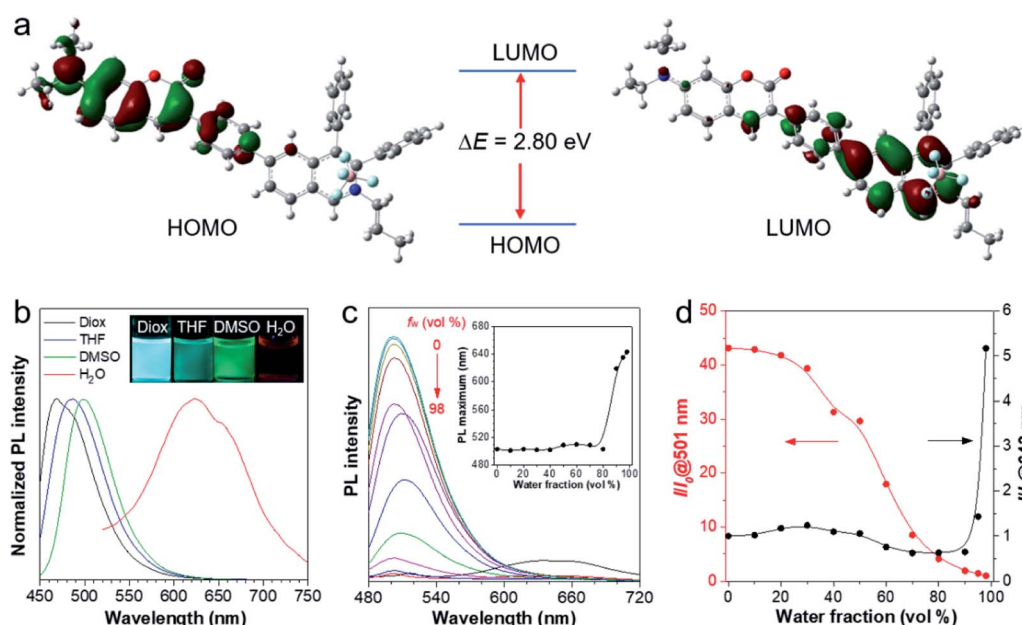 a
LUMO
ΔE = 2.80 eV
HOMO
HOMO
LUMO
b
Diox
THF
DMSO
H2O
Diox THF DMSO H2O
Normalized PL intensity
450 500 550 600 650 700 750
Wavelength (nm)
c
fw (vol %)
0
98
PL intensity
480 540 600 660 720
Wavelength (nm)
PL maximum (nm)
680
640
600
560
520
480
0 20 40 60 80 100
Water fraction (vol %)
d
I/I0@501 nm
50
40
30
20
10
0
0 20 40 60 80 100
Water fraction (vol %)
6
5
4
3
2
1
0